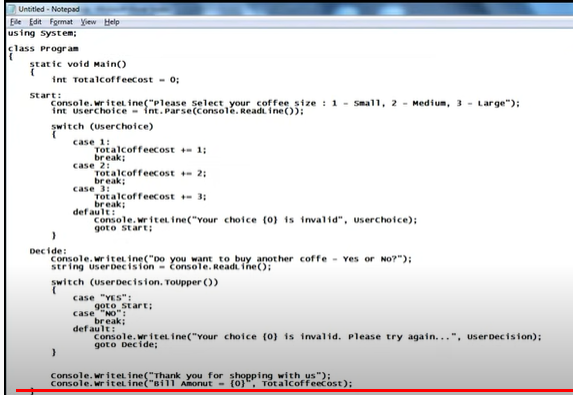 Untitled - Notepad
File Edit Format View Help
using System;
class Program
{
static void Main()
{
int TotalCoffeeCost = 0;
Start:
Console.WriteLine("Please Select your coffee size : 1 - Small, 2 - Medium, 3 - Large");
int UserChoice = int.Parse(Console.ReadLine());
switch (UserChoice)
{
case 1:
TotalCoffeeCost += 1;
break;
case 2:
TotalCoffeeCost += 2;
break;
case 3:
TotalCoffeeCost += 3;
break;
default:
Console.WriteLine("Your choice {0} is invalid", UserChoice);
goto Start;
}
Decide:
Console.WriteLine("Do you want to buy another coffe - Yes or No?");
string UserDecision = Console.ReadLine();
switch (UserDecision.ToUpper())
{
case "YES":
goto Start;
case "NO":
break;
default:
Console.WriteLine("Your choice {0} is invalid. Please try again...", UserDecision);
goto Decide;
}
Console.WriteLine("Thank you for shopping with us");
Console.WriteLine("Bill Amonut = {0}", TotalCoffeeCost);
}